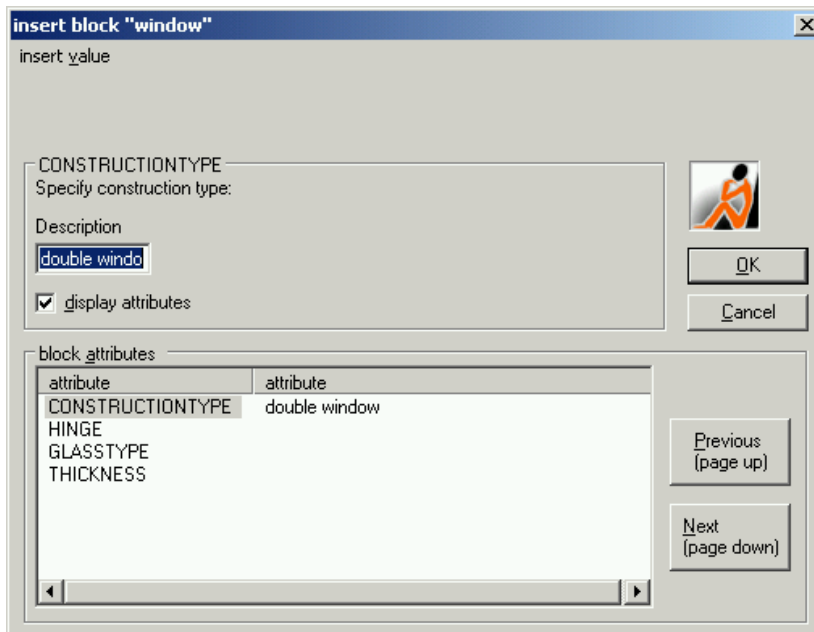 insert block "window"
insert value
CONSTRUCTIONTYPE
Specify construction type:
Description
double windo
display attributes
OK
Cancel
block attributes
attribute attribute
CONSTRUCTIONTYPE double window
HINGE
GLASSTYPE
THICKNESS
Previous
(page up)
Next
(page down)